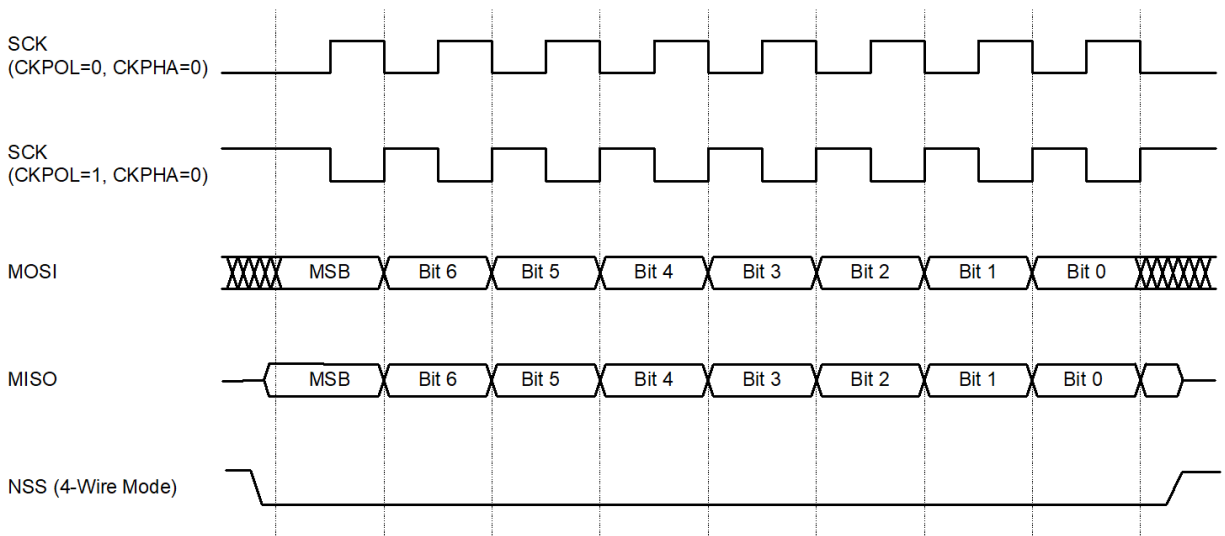 SCK
(CKPOL=0, CKPHA=0)
SCK
(CKPOL=1, CKPHA=0)
MOSI MSB Bit 6 Bit 5 Bit 4 Bit 3 Bit 2 Bit 1 Bit 0
MISO MSB Bit 6 Bit 5 Bit 4 Bit 3 Bit 2 Bit 1 Bit 0
NSS (4-Wire Mode)